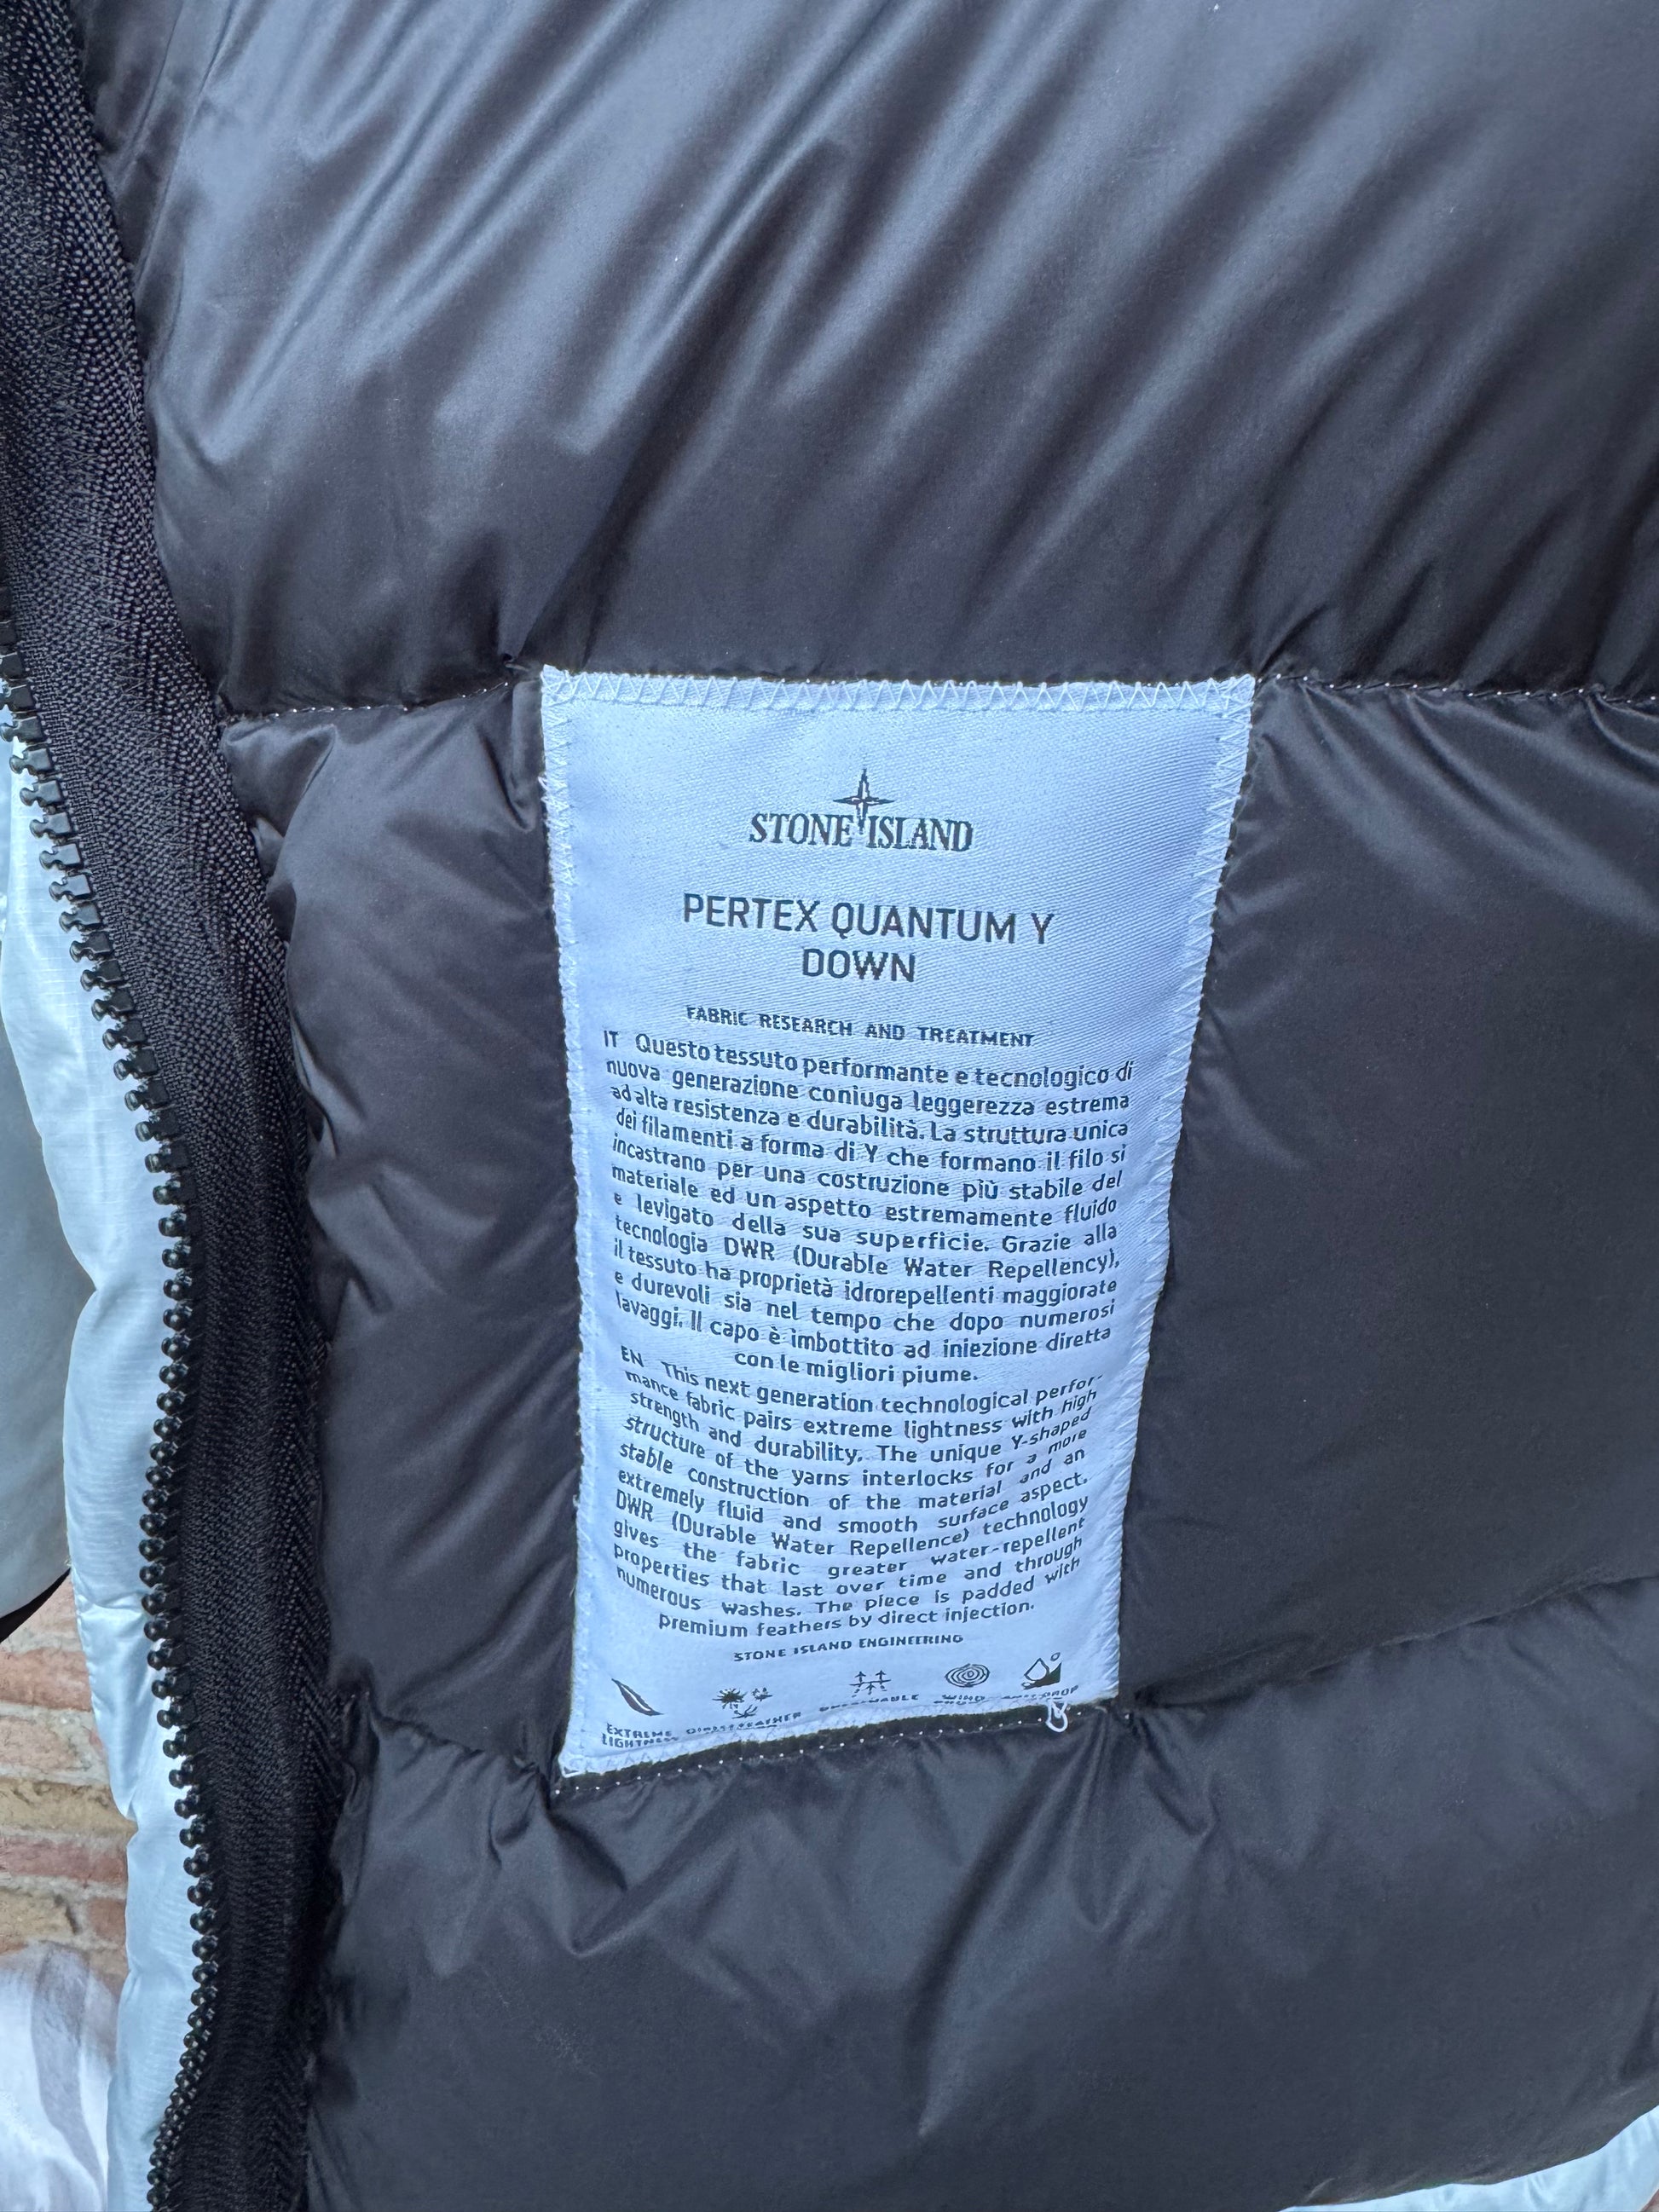 STONE ISLAND
PERTEX QUANTUM Y
DOWN
FABRIC RESEARCH AND TREATMENT
IT Questo tessuto performante e tecnologico di
nuova generazione coniuga leggerezza estrema
ad alta resistenza e durabilità. La struttura unica
dei filamenti a forma di Y che formano il filo si
incastrano per una costruzione più stabile del
materiale ed un aspetto estremamente fluido
e levigato della sua superficie. Grazie alla
tecnologia DWR (Durable Water Repellency),
il tessuto ha proprietà idrorepellenti maggiorate
e durevoli sia nel tempo che dopo numerosi
lavaggi. Il capo è imbottito ad iniezione diretta
con le migliori piume.
EN This next generation technological perfor-
mance fabric pairs extreme lightness with high
strength and durability. The unique Y-shaped
structure of the yarns interlocks for a more
stable construction of the material and an
extremely fluid and smooth surface aspect.
DWR (Durable Water Repellence) technology
gives the fabric greater water-repellent
properties that last over time and through
numerous washes. The piece is padded with
premium feathers by direct injection.
STONE ISLAND ENGINEERING
EXTREME WIND
LIGHTNESS